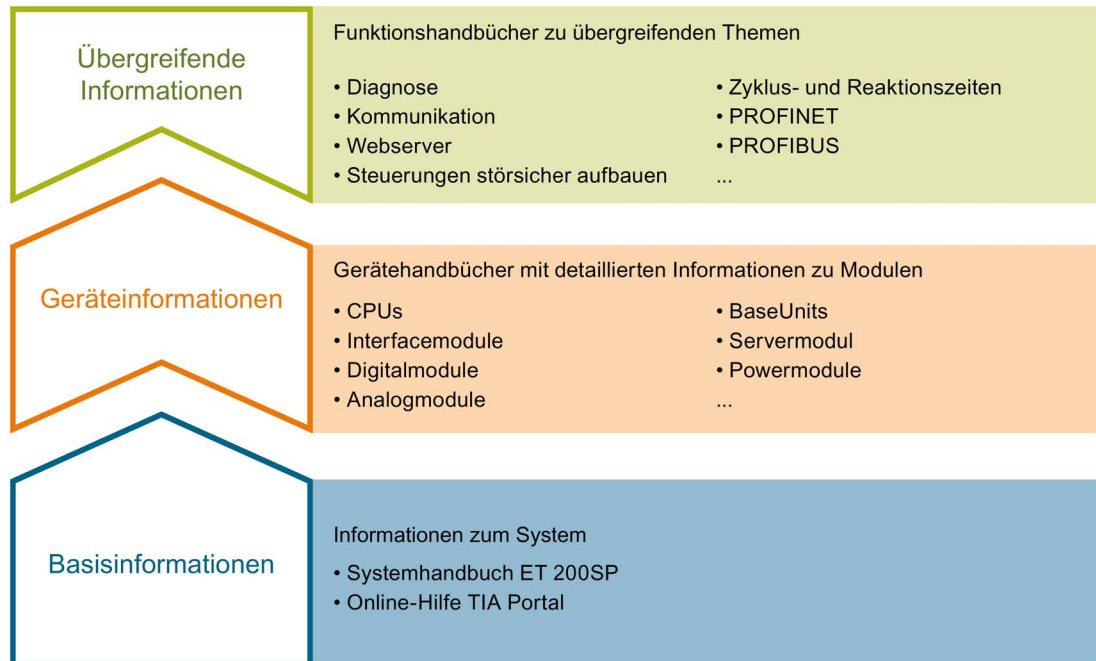 Übergreifende
Informationen
Funktionshandbücher zu übergreifenden Themen
• Diagnose
• Kommunikation
• Webserver
• Steuerungen störsicher aufbauen
• Zyklus- und Reaktionszeiten
• PROFINET
• PROFIBUS
...
Geräteinformationen
Gerätehandbücher mit detaillierten Informationen zu Modulen
• CPUs
• Interfacemodule
• Digitalmodule
• Analogmodule
• BaseUnits
• Servermodul
• Powermodule
...
Basisinformationen
Informationen zum System
• Systemhandbuch ET 200SP
• Online-Hilfe TIA Portal